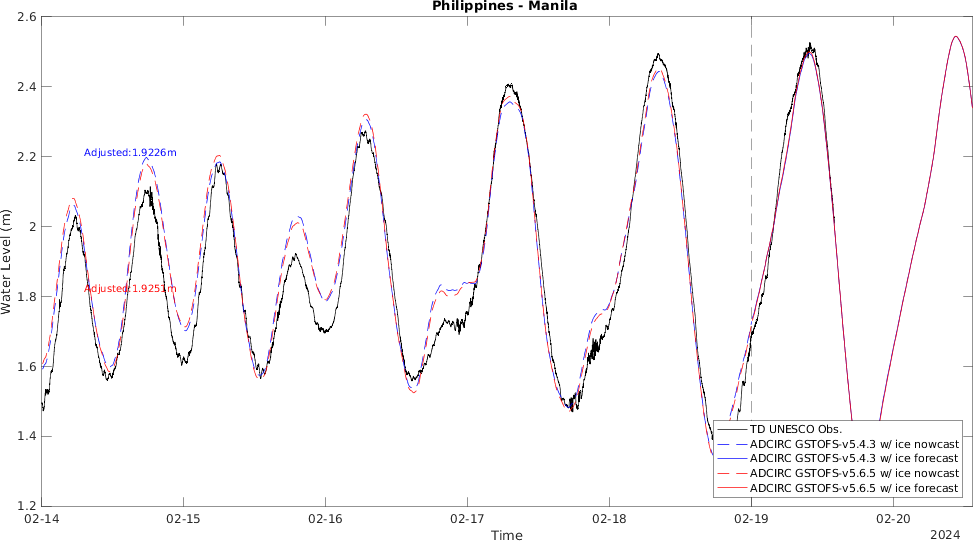 Philippines - Manila
2.6
2.4
2.2
2
1.8
1.6
1.4
1.2
Water Level (m)
Adjusted:1.9226m
Adjusted:1.9257m
TD UNESCO Obs.
ADCIRC GSTOFS-v5.4.3 w/ ice nowcast
ADCIRC GSTOFS-v5.4.3 w/ ice forecast
ADCIRC GSTOFS-v5.6.5 w/ ice nowcast
ADCIRC GSTOFS-v5.6.5 w/ ice forecast
02-14 02-15 02-16 02-17 02-18 02-19 02-20
Time
2024